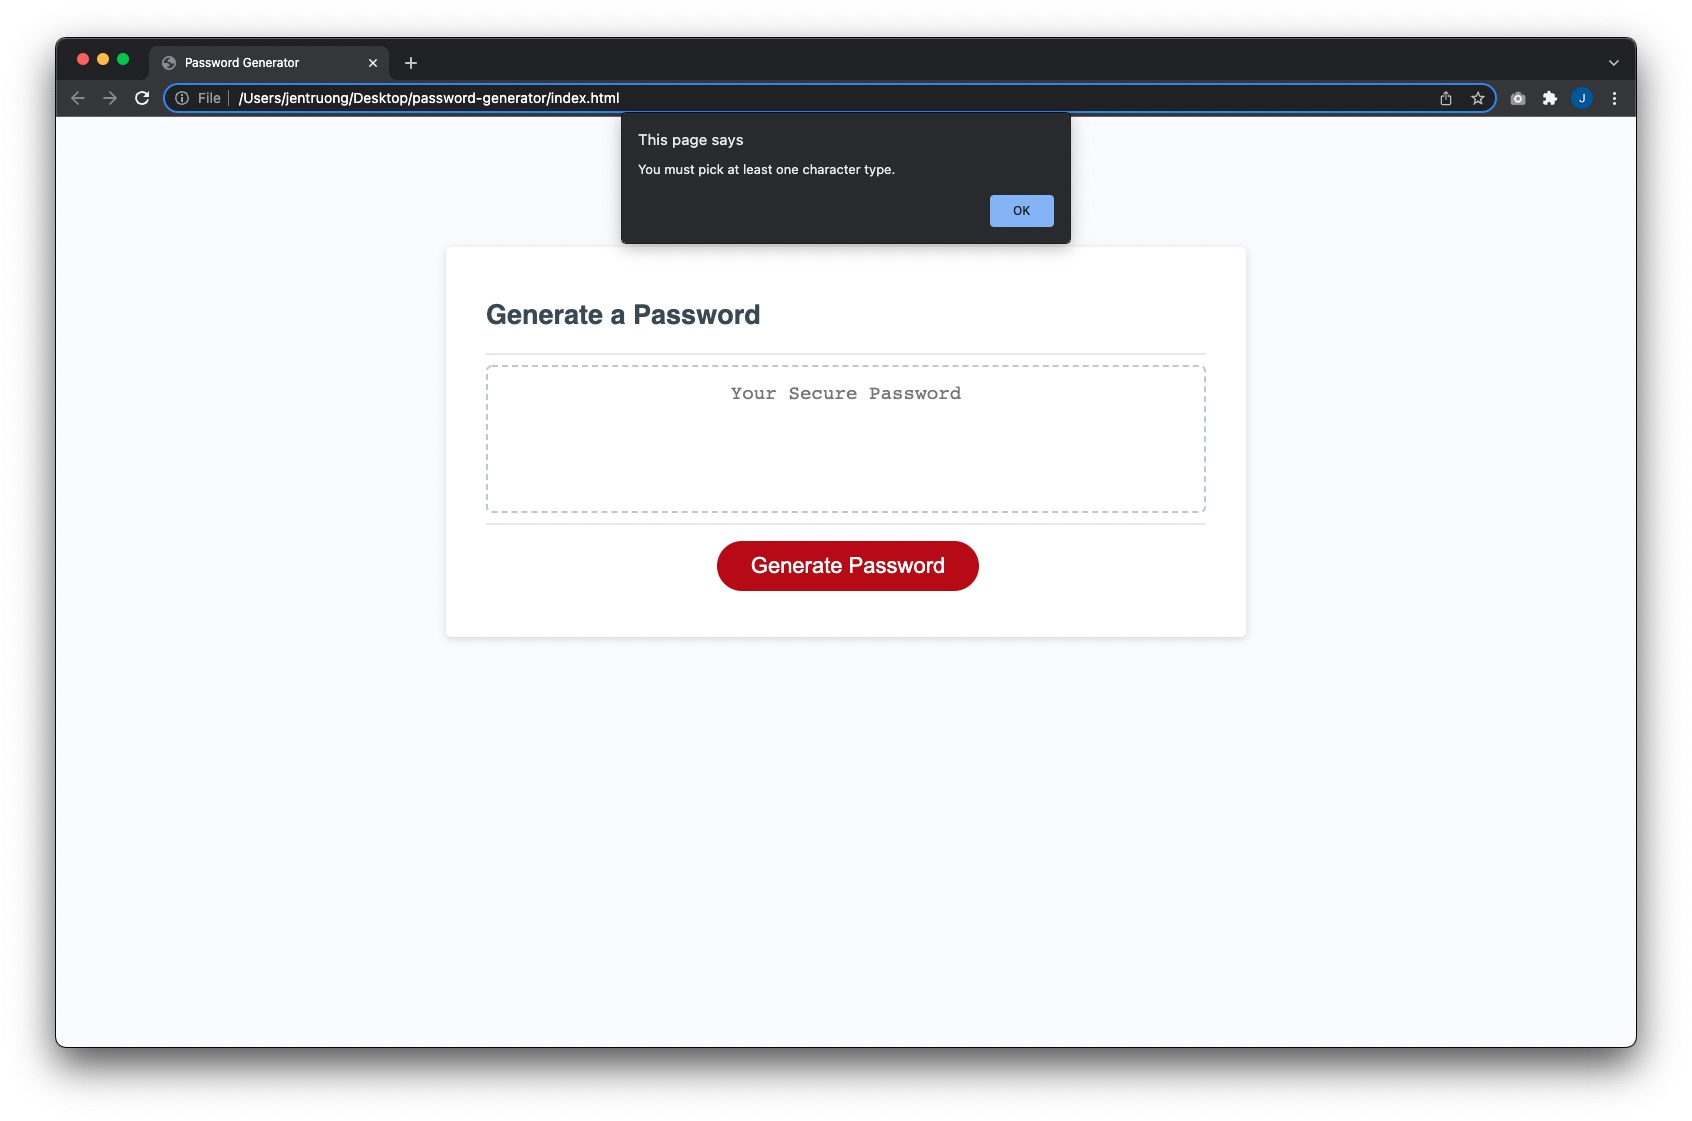 Password Generator
File /Users/jentruong/Desktop/password-generator/index.html
J
This page says
You must pick at least one character type.
OK
Generate a Password
Your Secure Password
Generate Password